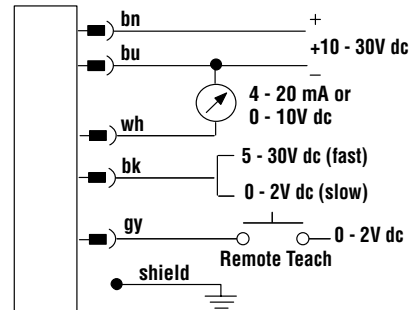 bn
+
+10 - 30V dc
bu
–
4 - 20 mA or
0 - 10V dc
wh
5 - 30V dc (fast)
bk
0 - 2V dc (slow)
gy
0 - 2V dc
Remote Teach
shield